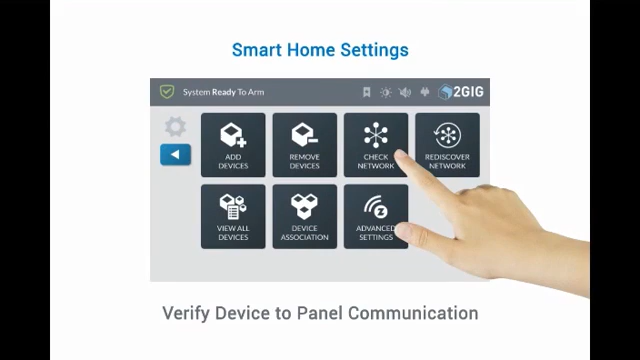 Smart Home Settings
System Ready To Arm
2GIG
ADD
DEVICES
REMOVE
DEVICES
CHECK
NETWORK
REDISCOVER
NETWORK
VIEW ALL
DEVICES
DEVICE
ASSOCIATION
ADVANCED
SETTINGS
Verify Device to Panel Communication